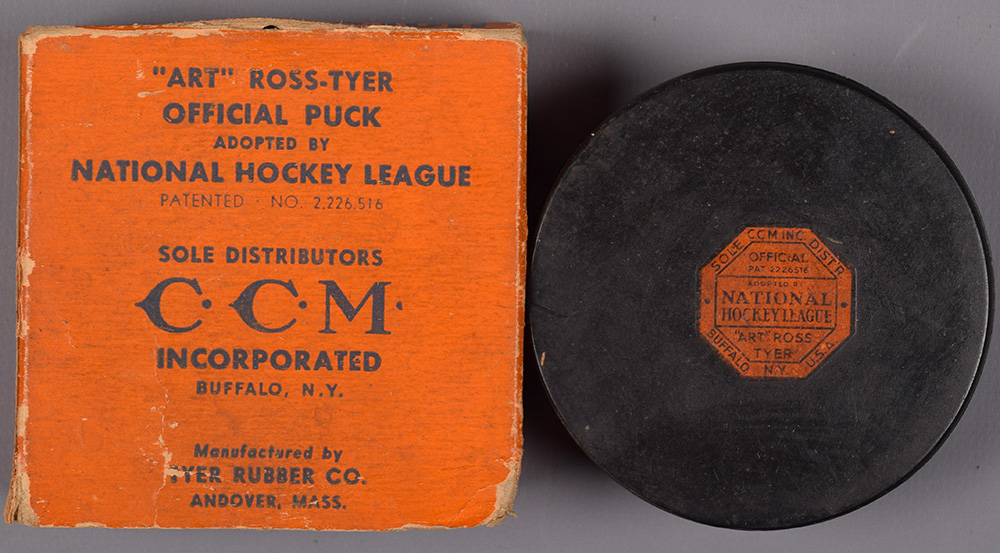 "ART" ROSS-TYER
OFFICIAL PUCK
ADOPTED BY
NATIONAL HOCKEY LEAGUE
PATENTED · NO. 2,226,516
SOLE DISTRIBUTORS
C·C·M·
INCORPORATED
BUFFALO, N.Y.
Manufactured by
TYER RUBBER CO.
ANDOVER, MASS.
SOLE C C M INC. DISTR
OFFICIAL
PAT 2226516
ADOPTED BY
NATIONAL
HOCKEY LEAGUE
"ART" ROSS
TYER
BUFFALO N.Y. U.S.A